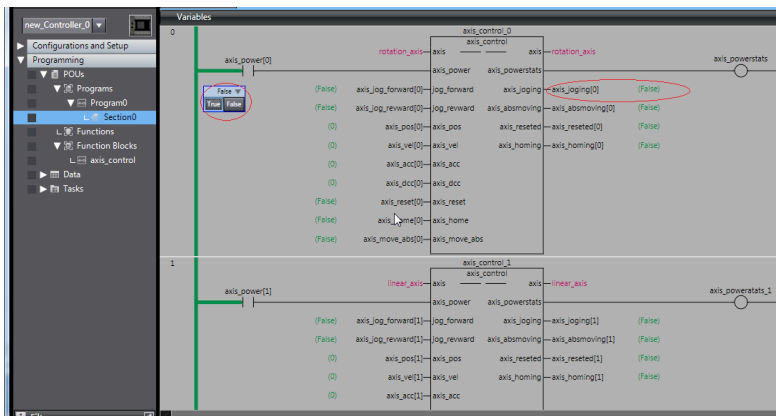 Variables
new_Controller_0
Configurations and Setup
Programming
POUs
Programs
Program0
Section0
Functions
Function Blocks
axis_control
Data
Tasks
0
axis_control_0
axis_control
rotation_axis axis axis rotation_axis
axis_power[0] axis_powerstats
axis_power axis_powerstats
False
True False
(False) axis_jog_forward[0] jog_forward axis_joging axis_joging[0] (False)
(False) axis_jog_revward[0] jog_revward axis_absmoving axis_absmoving[0] (False)
(0) axis_pos[0] axis_pos axis_reseted axis_reseted[0] (False)
(0) axis_vel[0] axis_vel axis_homing axis_homing[0] (False)
(0) axis_acc[0] axis_acc
(0) axis_dcc[0] axis_dcc
(False) axis_reset[0] axis_reset
(False) axis_home
(False) axis_move_abs[0] axis_move_abs
1
axis_control_1
axis_control
linear_axis axis axis linear_axis
axis_power[1] axis_poweratats_1
axis_power axis_powerstats
(False) axis_jog_forward[1] jog_forward axis_joging axis_joging[1] (False)
(False) axis_jog_revward[1] jog_revward axis_absmoving axis_absmoving[1] (False)
(0) axis_pos[1] axis_pos axis_reseted axis_reseted[1] (False)
(0) axis_vel[1] axis_vel axis_homing axis_homing[1] (False)
(0) axis_acc[1] axis_acc